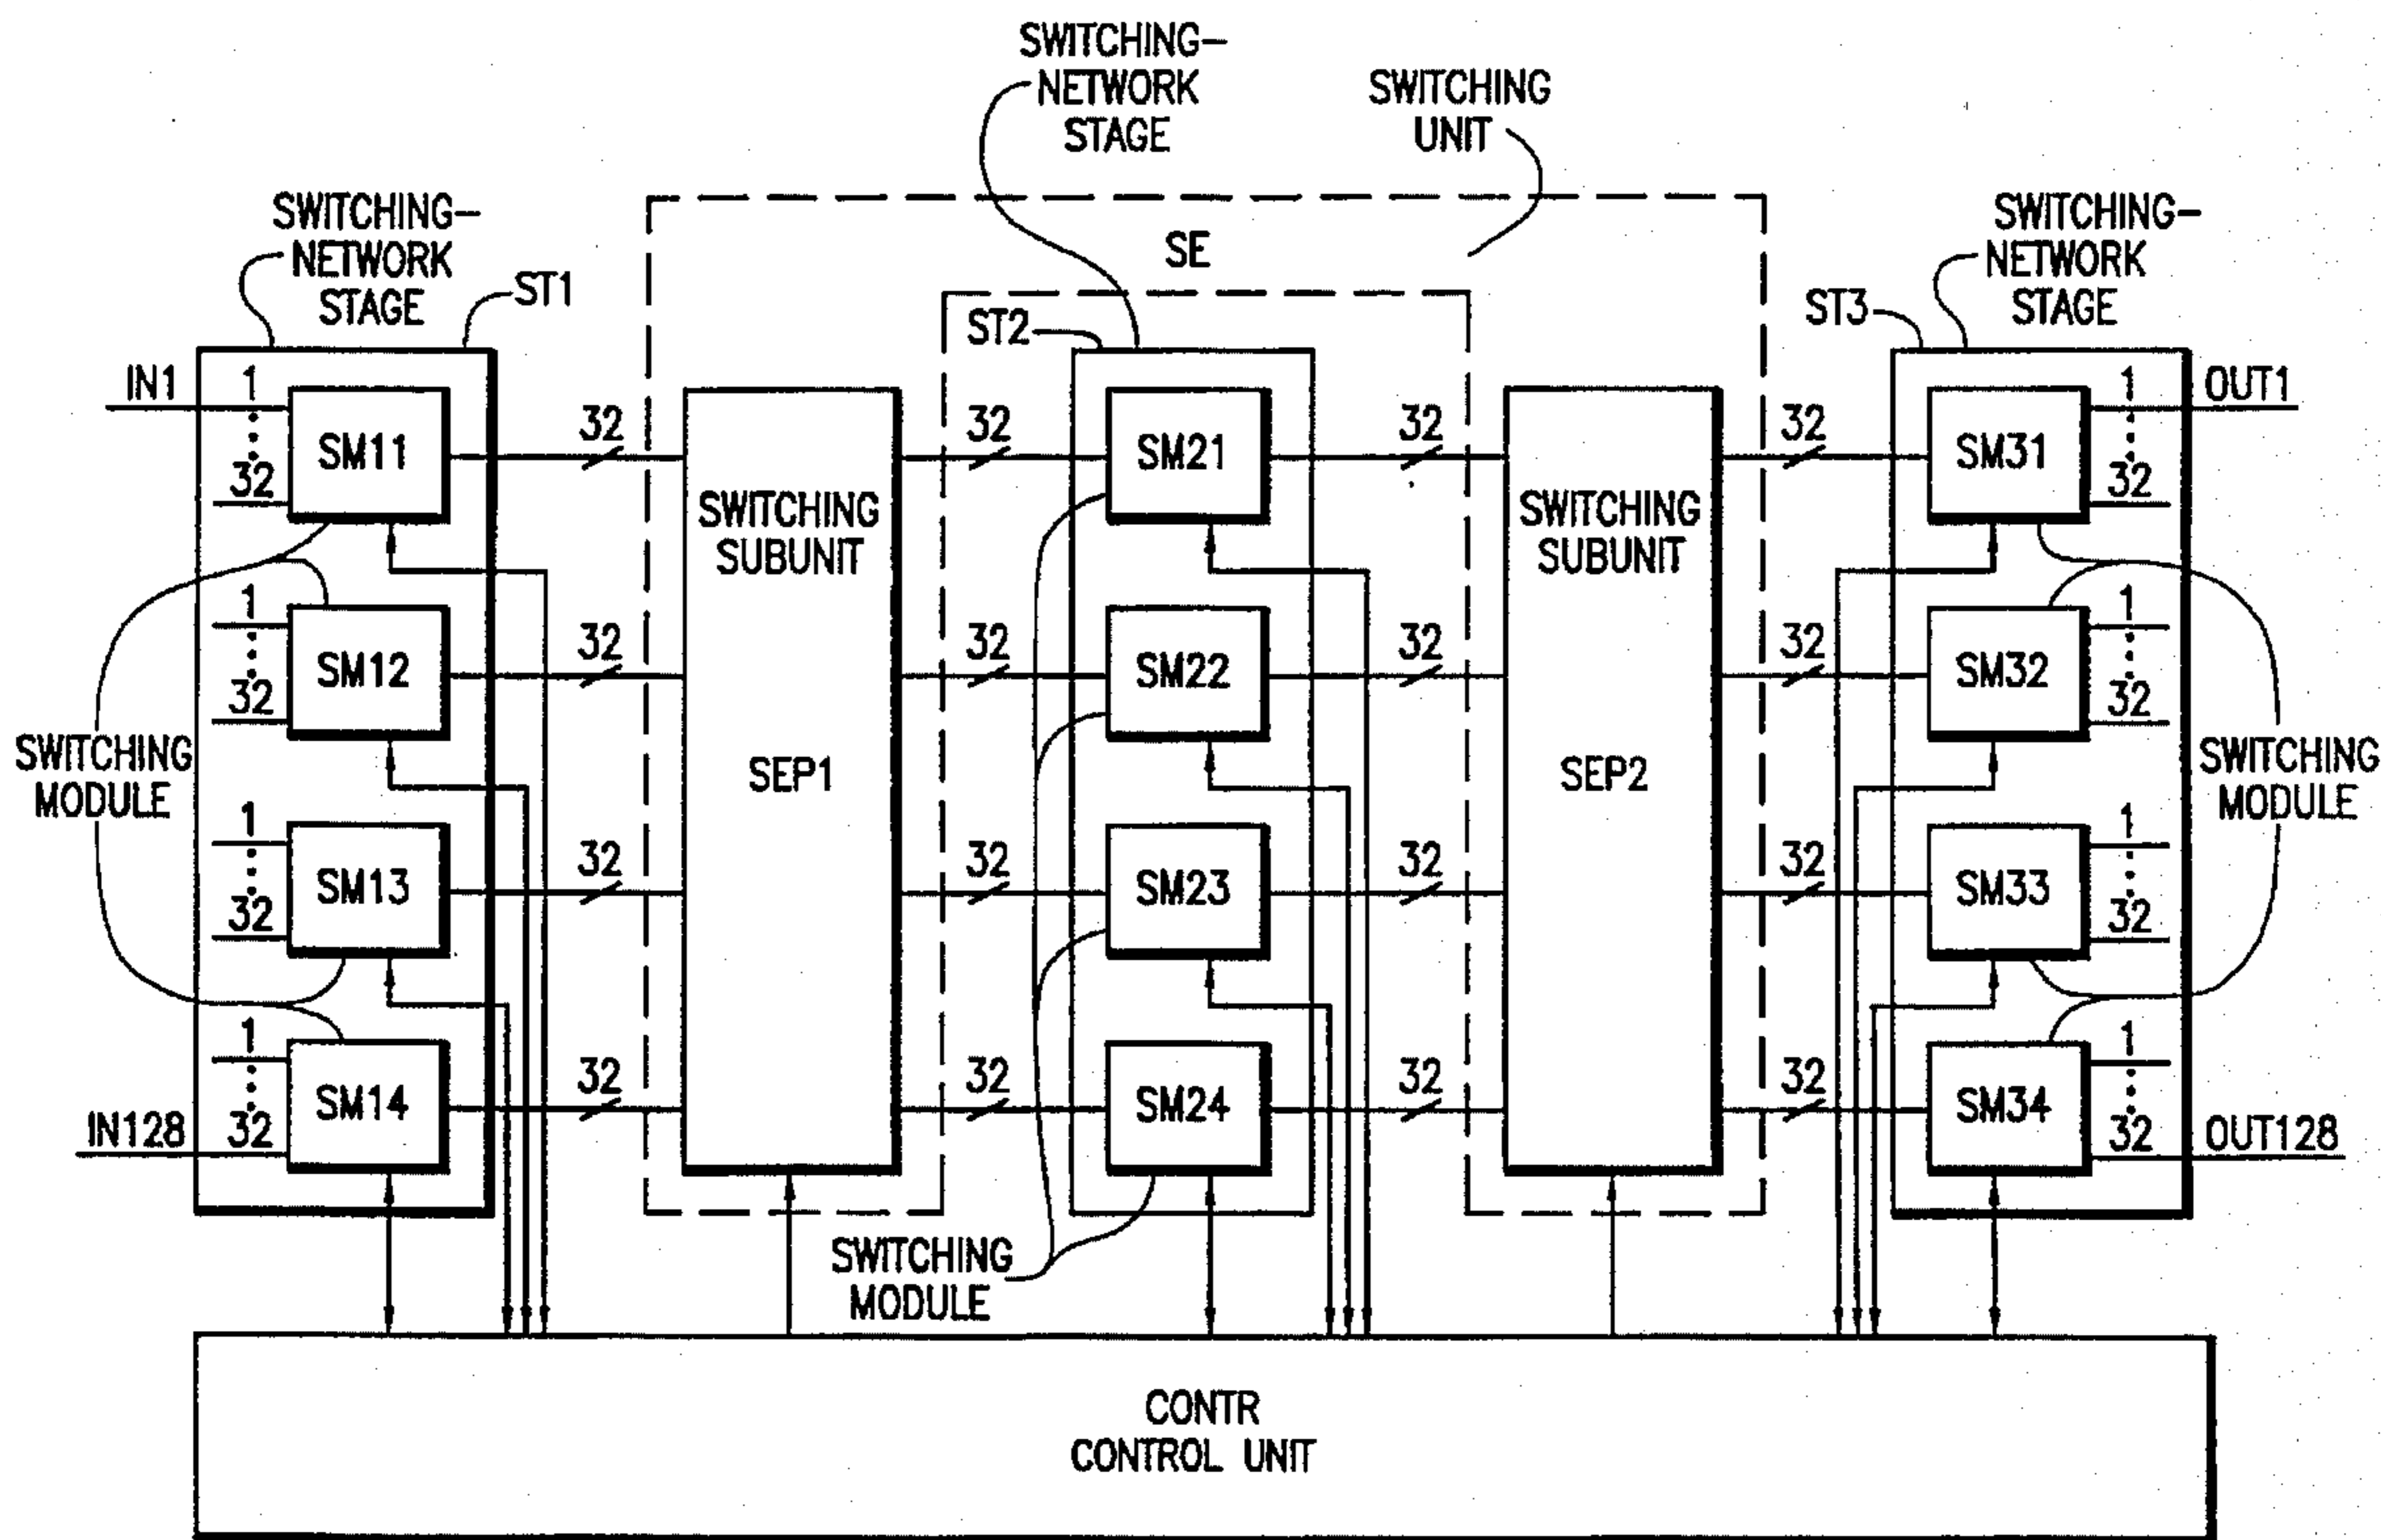 SWITCHING-
NETWORK
STAGE
SWITCHING
UNIT
SWITCHING-
NETWORK
STAGE
ST1
SE
ST2
SWITCHING-
NETWORK
STAGE
ST3
IN1
1
32
SM11
32
SWITCHING
SUBUNIT
32
SM21
32
SWITCHING
SUBUNIT
32
SM31
1
32
OUT1
1
32
SM12
32
32
SM22
32
32
SM32
1
32
SWITCHING
MODULE
SEP1
SEP2
SWITCHING
MODULE
1
32
SM13
32
32
SM23
32
32
SM33
1
32
1
32
IN128
SM14
32
32
SM24
32
32
SM34
1
32
OUT128
SWITCHING
MODULE
CONTR
CONTROL UNIT